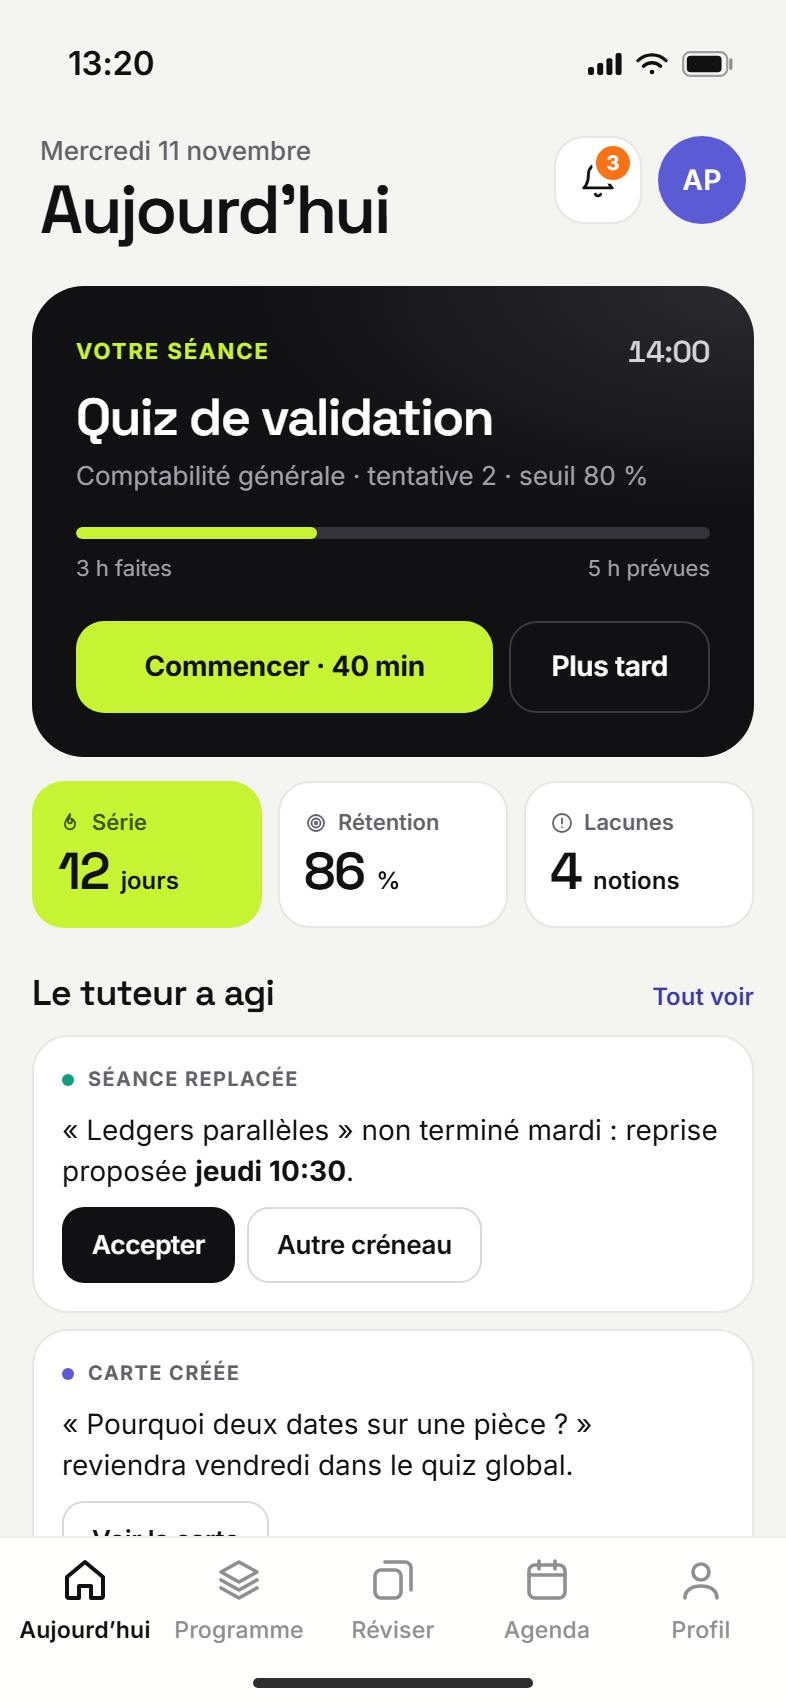 13:20
Mercredi 11 novembre
Aujourd’hui
3
AP
VOTRE SÉANCE
14:00
Quiz de validation
Comptabilité générale · tentative 2 · seuil 80 %
3 h faites
5 h prévues
Commencer · 40 min
Plus tard
Série
12 jours
Rétention
86 %
Lacunes
4 notions
Le tuteur a agi
Tout voir
SÉANCE REPLACÉE
« Ledgers parallèles » non terminé mardi : reprise
proposée jeudi 10:30.
Accepter
Autre créneau
CARTE CRÉÉE
« Pourquoi deux dates sur une pièce ? »
reviendra vendredi dans le quiz global.
Voir la carte
Aujourd’hui
Programme
Réviser
Agenda
Profil